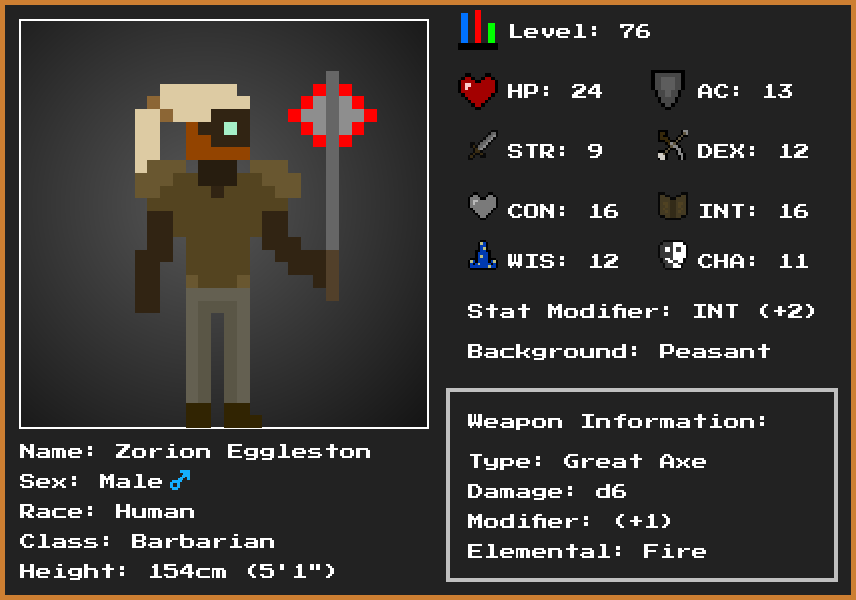 Level: 76
HP: 24
AC: 13
STR: 9
DEX: 12
CON: 16
INT: 16
WIS: 12
CHA: 11
Stat Modifier: INT (+2)
Background: Peasant
Weapon Information:
Type: Great Axe
Damage: d6
Modifier: (+1)
Elemental: Fire
Name: Zorion Eggleston
Sex: Male♂
Race: Human
Class: Barbarian
Height: 154cm (5'1")